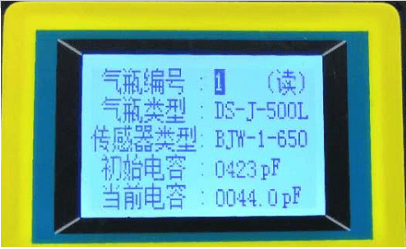 气瓶编号：1 （读）
气瓶类型：DS-J-500L
传感器类型：BJW-1-650
初始电容：0423pF
当前电容：0044.0pF